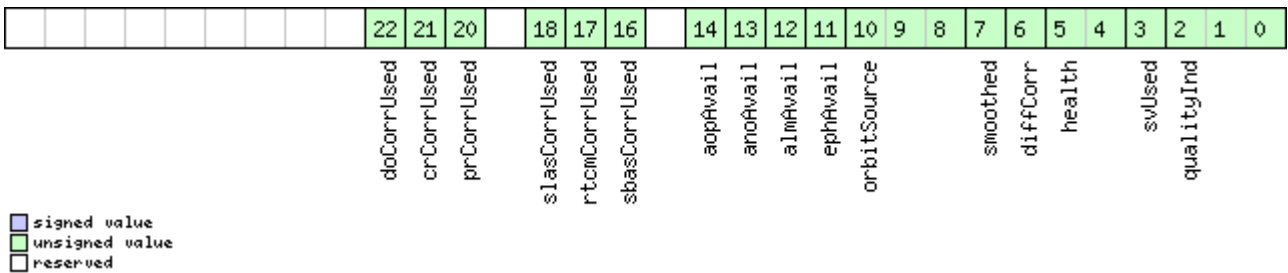 22 21 20 18 17 16 14 13 12 11 10 9 8 7 6 5 4 3 2 1 0
doCorrUsed
crCorrUsed
prCorrUsed
slasCorrUsed
rtcmCorrUsed
sbasCorrUsed
aopAvail
anoAvail
almAvail
ephAvail
orbitSource
smoothed
diffCorr
health
svUsed
qualityInd
signed value
unsigned value
reserved